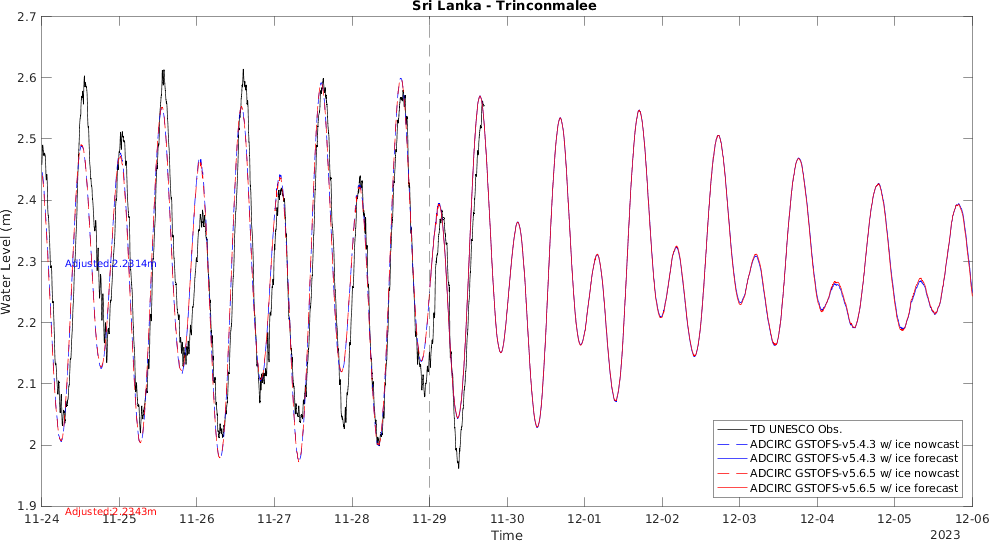 Sri Lanka - Trinconmalee
2.7
2.6
2.5
2.4
2.3
2.2
2.1
2
1.9
Water Level (m)
Adjusted:2.2314m
Adjusted:2.2343m
TD UNESCO Obs.
ADCIRC GSTOFS-v5.4.3 w/ ice nowcast
ADCIRC GSTOFS-v5.4.3 w/ ice forecast
ADCIRC GSTOFS-v5.6.5 w/ ice nowcast
ADCIRC GSTOFS-v5.6.5 w/ ice forecast
11-24 11-25 11-26 11-27 11-28 11-29 11-30 12-01 12-02 12-03 12-04 12-05 12-06
Time
2023